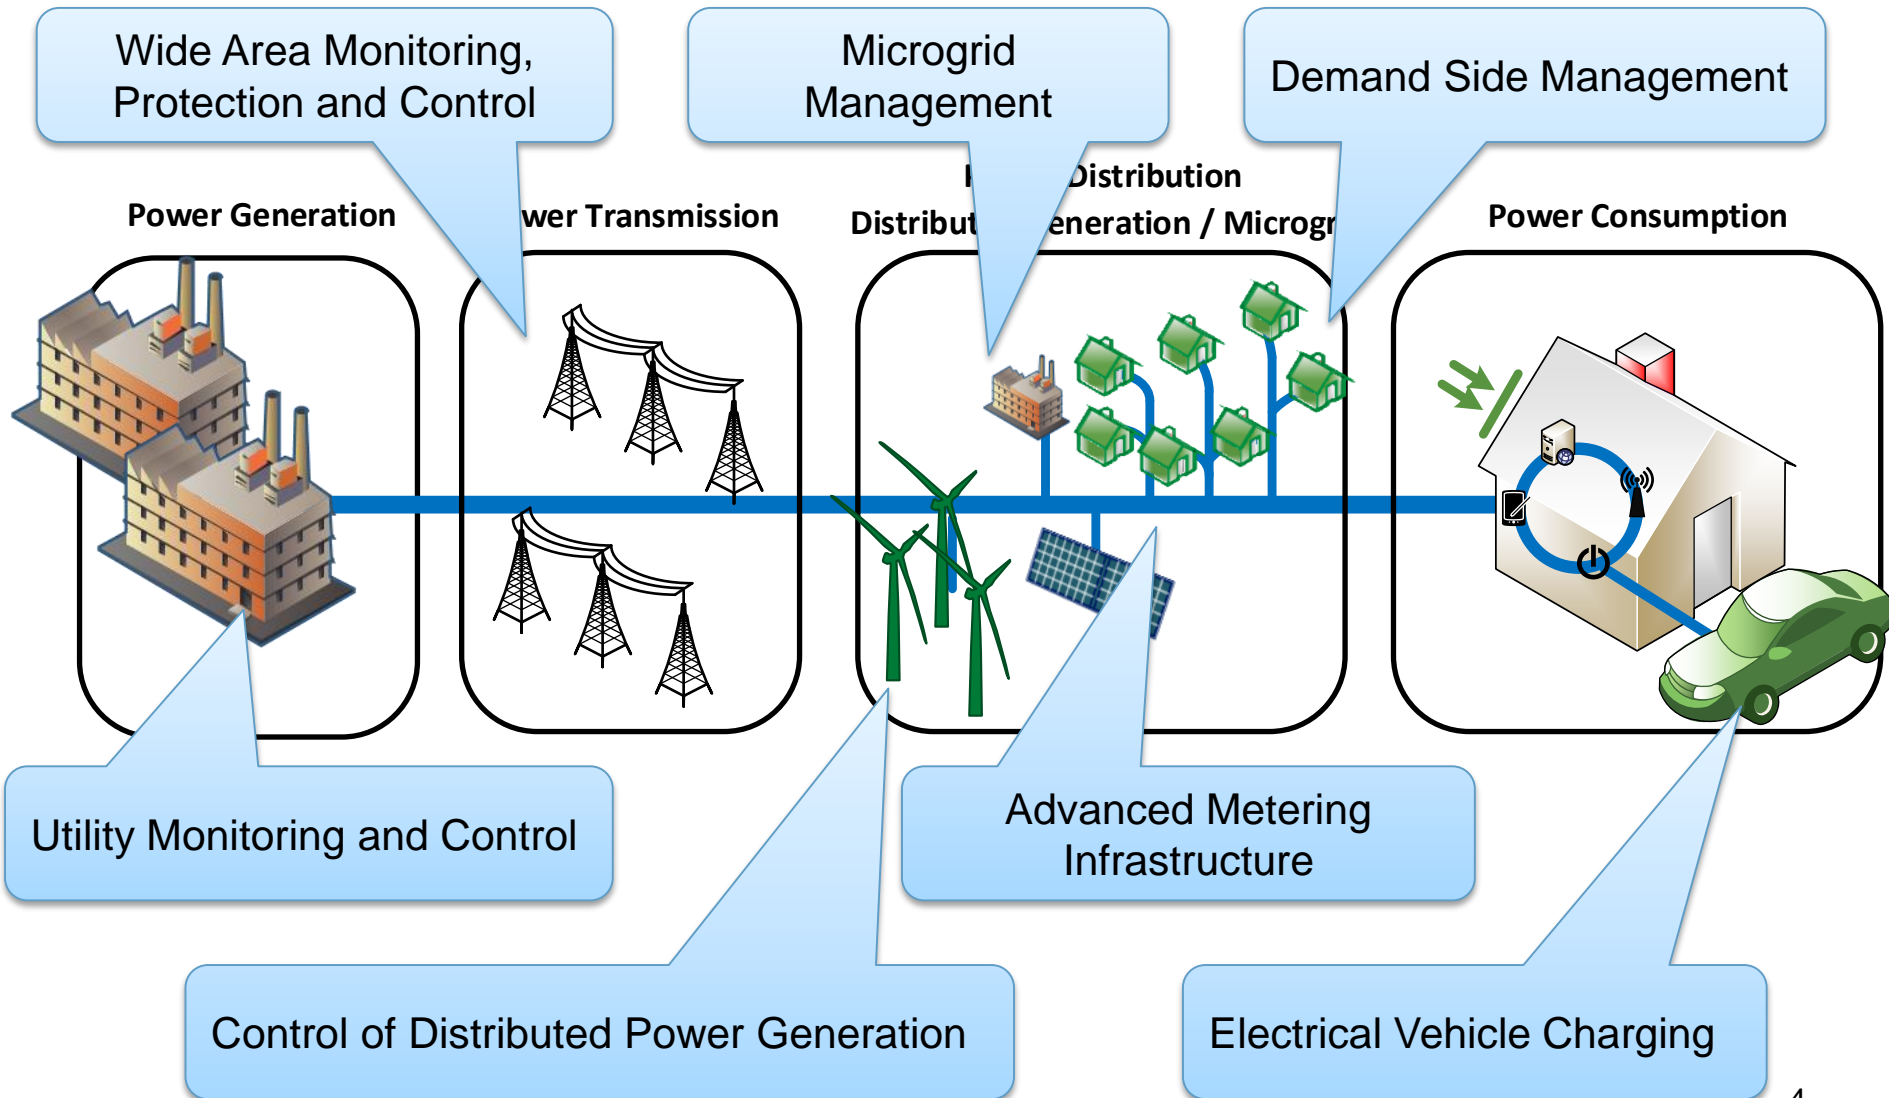 Wide Area Monitoring,
Protection and Control
Microgrid
Management
Demand Side Management
Power Generation
wer Transmission
Distribution
Distribut eneration / Microgr
Power Consumption
Utility Monitoring and Control
Advanced Metering
Infrastructure
Control of Distributed Power Generation
Electrical Vehicle Charging
4